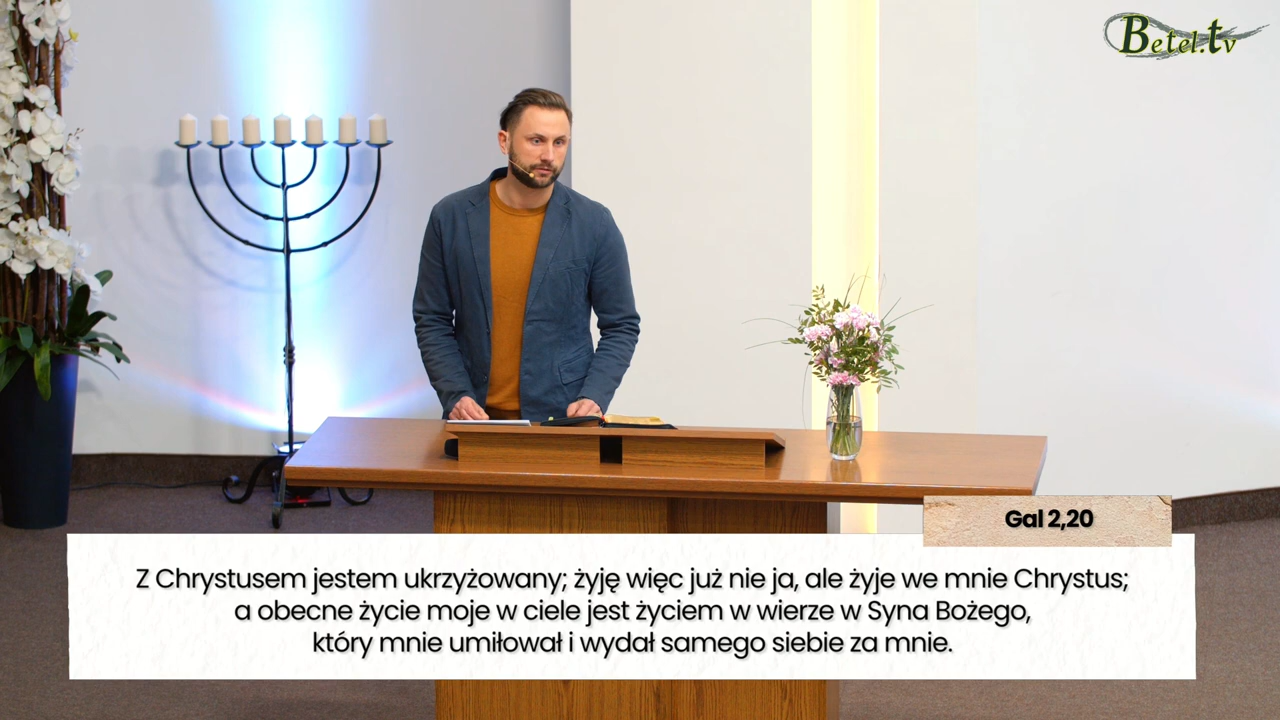 Betel.tv
Gal 2,20
Z Chrystusem jestem ukrzyżowany; żyję więc już nie ja, ale żyje we mnie Chrystus;
a obecne życie moje w ciele jest życiem w wierze w Syna Bożego,
który mnie umiłował i wydał samego siebie za mnie.